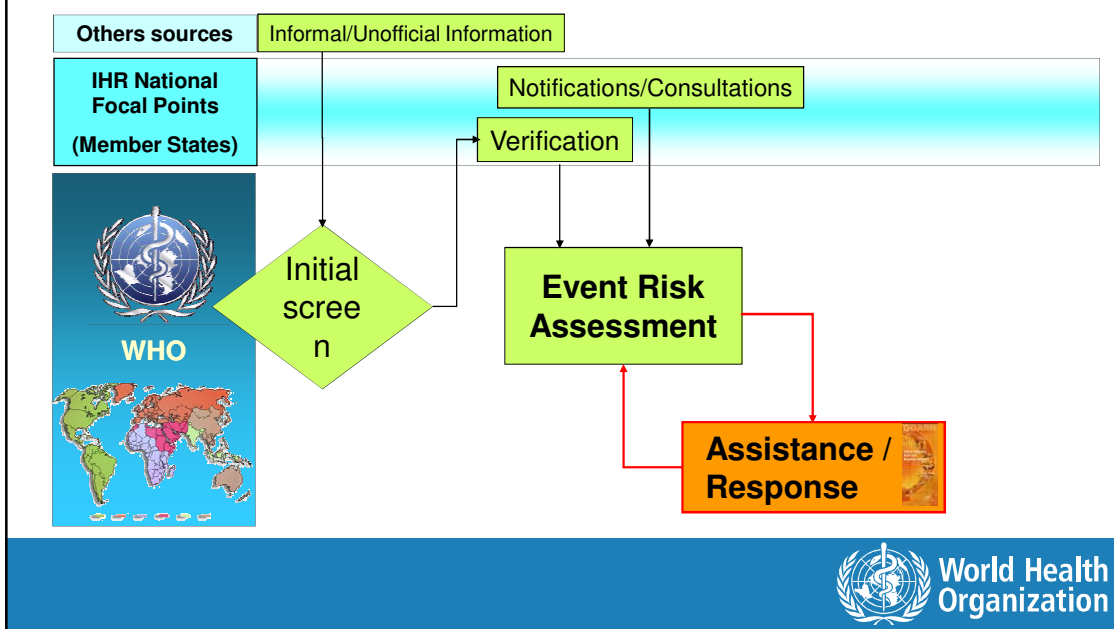 Others sources
Informal/Unofficial Information
IHR National
Focal Points
(Member States)
Notifications/Consultations
Verification
Initial
scree
n
Event Risk
Assessment
WHO
Assistance /
Response
World Health
Organization